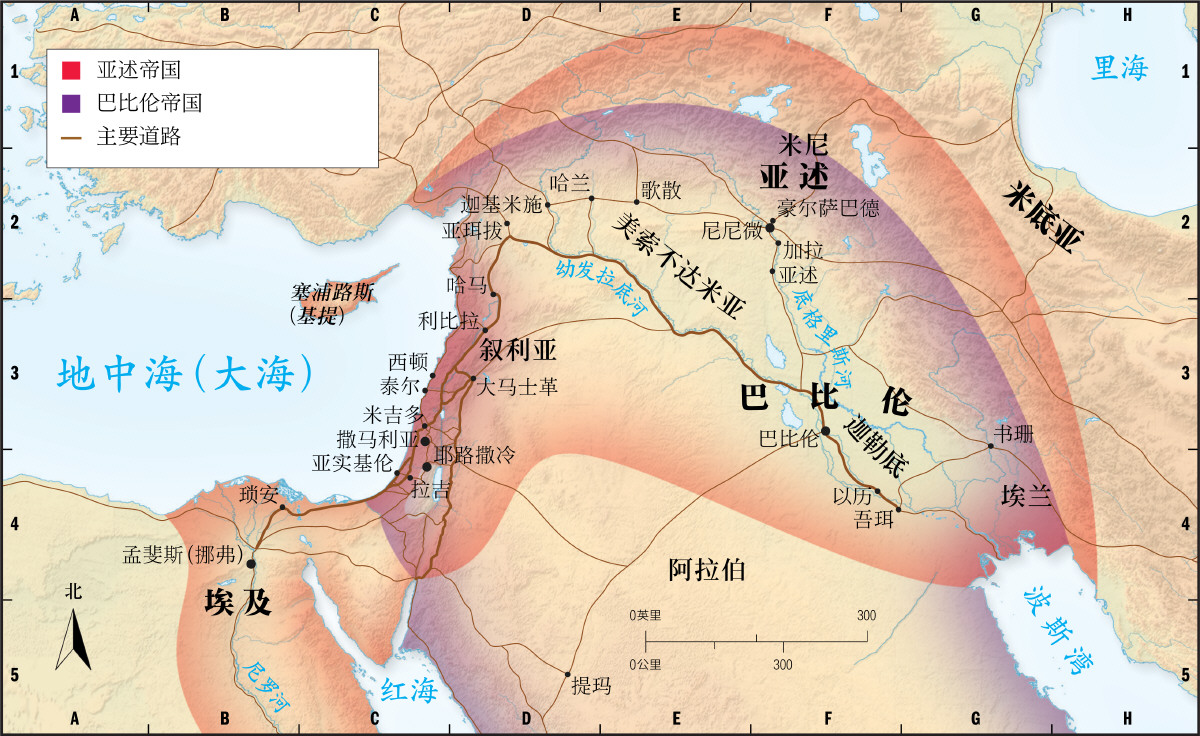 A B C D E F G H
1
2
3
4
5
亚述帝国
巴比伦帝国
主要道路
里海
1
米尼
亚述
哈兰
歌散
迦基米施
亚珥拔
豪尔萨巴德
尼尼微
加拉
亚述
米底亚
2
美索不达米亚
幼发拉底河
底格里斯河
哈马
塞浦路斯
(基提)
利比拉
叙利亚
地中海(大海)
西顿
泰尔
大马士革
3
巴比伦
米吉多
撒马利亚
巴比伦
迦勒底
书珊
亚实基伦
耶路撒冷
拉吉
琐安
以历
吾珥
埃兰
4
孟斐斯(挪弗)
埃及
阿拉伯
北
0英里
300
0公里
300
波斯湾
尼罗河
红海
提玛
5
A B C D E F G H